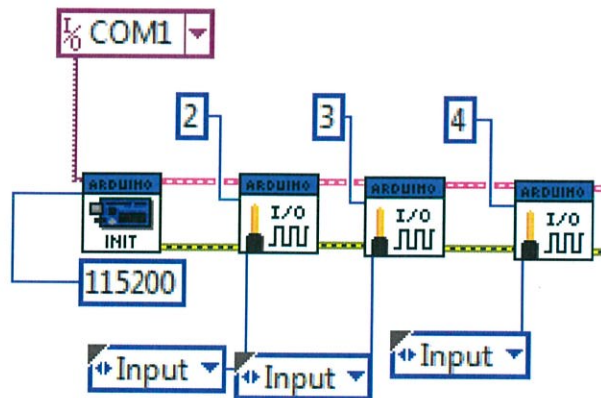 I/O COM1
2
3
4
ARDUINO
ARDUINO
ARDUINO
ARDUINO
I/O
I/O
I/O
INIT
115200
Input
Input
Input